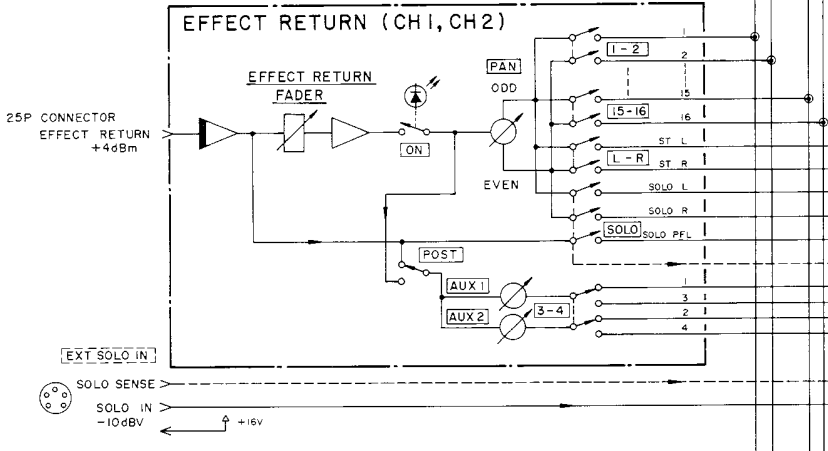 EFFECT RETURN (CH1, CH2)
EFFECT RETURN
FADER
25P CONNECTOR
EFFECT RETURN
+4dBm
ON
PAN
ODD
EVEN
1
1-2
2
15
15-16
16
ST L
L-R
ST R
SOLO L
SOLO R
SOLO
SOLO PFL
POST
AUX 1
AUX 2
3-4
1
3
2
4
EXT SOLO IN
SOLO SENSE
SOLO IN
-10dBV
+16V